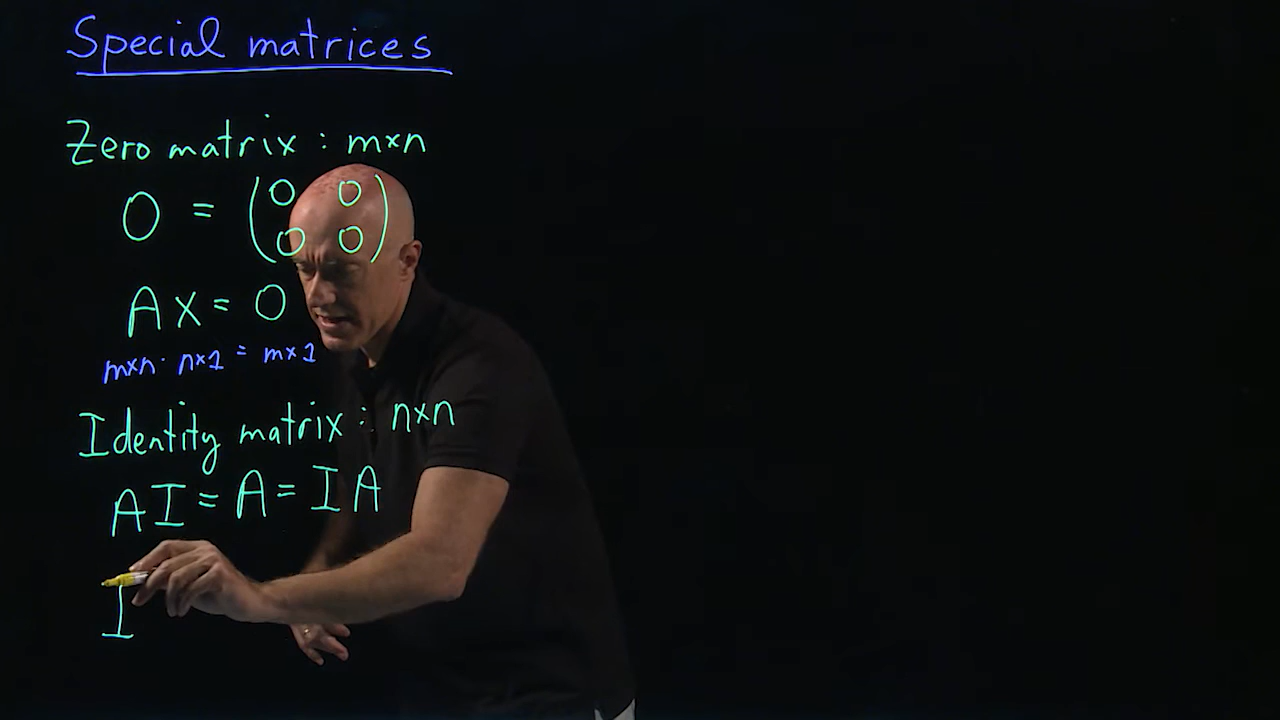 Special matrices
Zero matrix : m×n
0 = (0 0
0 0)
Ax = 0
m×n · n×1 = m×1
Identity matrix : n×n
AI = A = IA
I